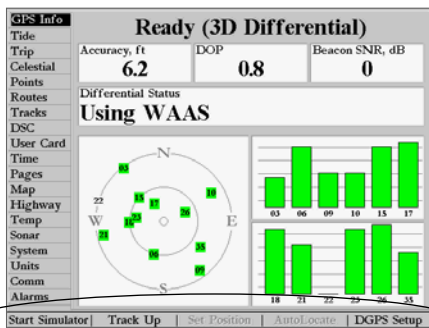 GPS Info
Tide
Trip
Celestial
Points
Routes
Tracks
DSC
User Card
Time
Pages
Map
Highway
Temp
Sonar
System
Units
Comm
Alarms
Ready (3D Differential)
Accuracy, ft DOP Beacon SNR, dB
6.2 0.8 0
Differential Status
Using WAAS
N
03
22 15 17 10
W 18 23 26 E
21
06 35
09
S
03 06 09 10 15 17
18 21 22 23 26 35
Start Simulator| Track Up | Set Position | AutoLocate | DGPS Setup